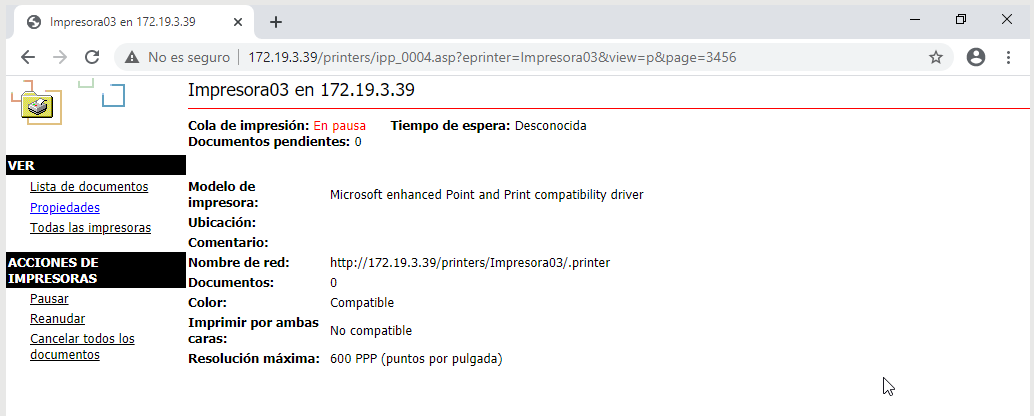 Impresora03 en 172.19.3.39
No es seguro 172.19.3.39/printers/ipp_0004.asp?eprinter=Impresora03&view=p&page=3456
Impresora03 en 172.19.3.39
Cola de impresión: En pausa Tiempo de espera: Desconocida
Documentos pendientes: 0
VER
Lista de documentos
Propiedades
Todas las impresoras
ACCIONES DE
IMPRESORAS
Pausar
Reanudar
Cancelar todos los
documentos
Modelo de
impresora: Microsoft enhanced Point and Print compatibility driver
Ubicación:
Comentario:
Nombre de red: http://172.19.3.39/printers/Impresora03/.printer
Documentos: 0
Color: Compatible
Imprimir por ambas
caras: No compatible
Resolución máxima: 600 PPP (puntos por pulgada)